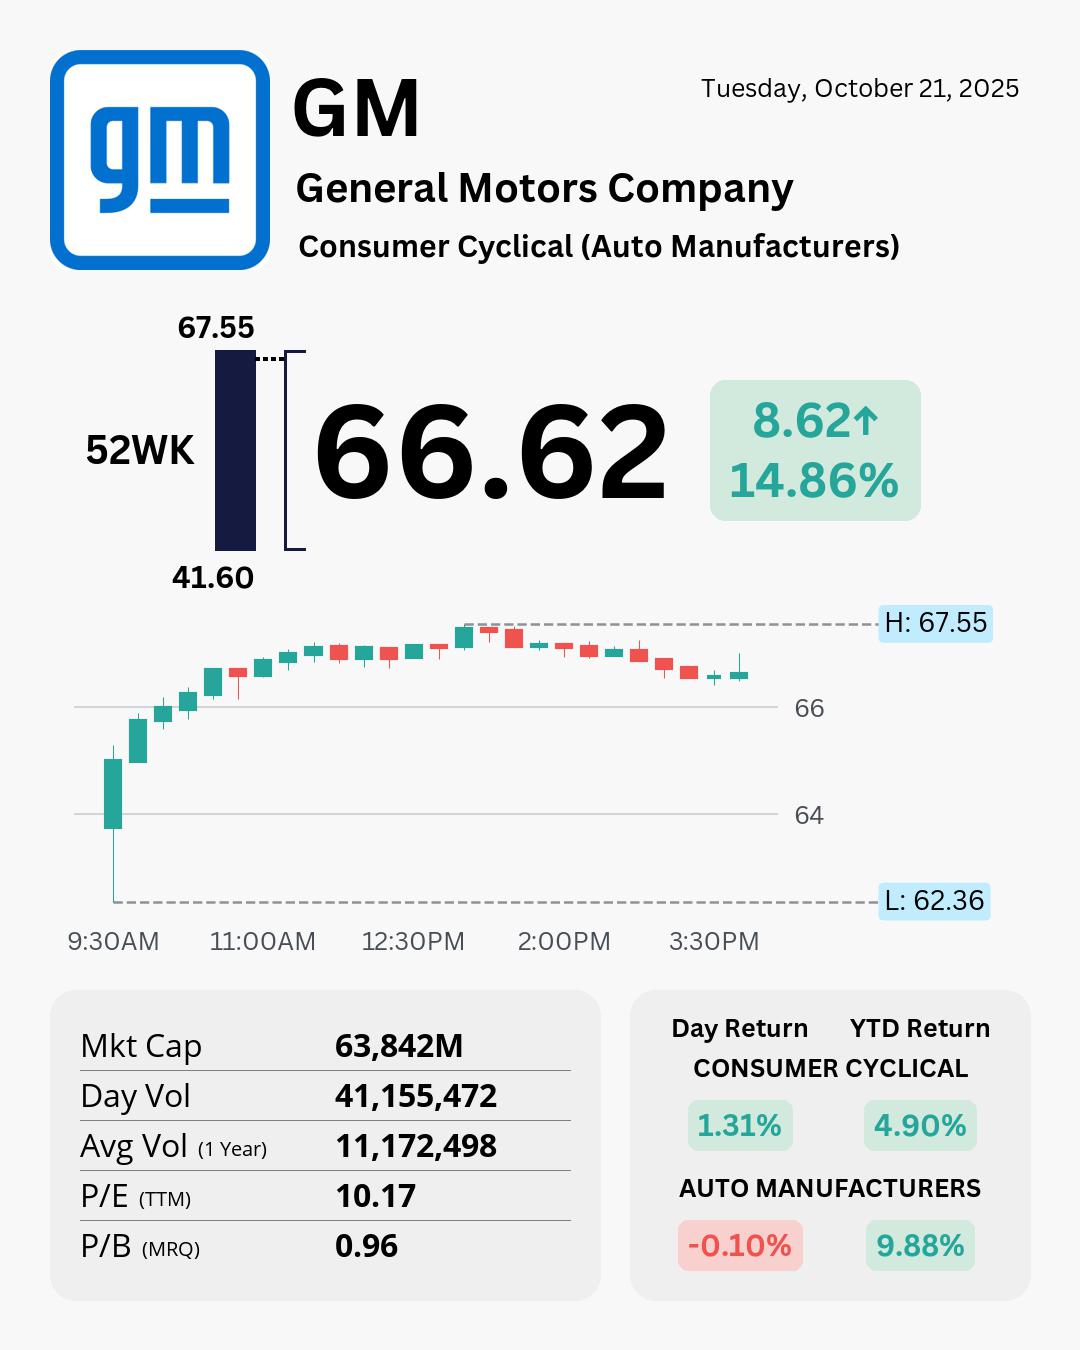 gm
GM
Tuesday, October 21, 2025
General Motors Company
Consumer Cyclical (Auto Manufacturers)
67.55
52WK
66.62
8.62↑
14.86%
41.60
H: 67.55
66
64
L: 62.36
9:30AM 11:00AM 12:30PM 2:00PM 3:30PM
Mkt Cap 63,842M
Day Vol 41,155,472
Avg Vol (1 Year) 11,172,498
P/E (TTM) 10.17
P/B (MRQ) 0.96
Day Return YTD Return
CONSUMER CYCLICAL
1.31% 4.90%
AUTO MANUFACTURERS
-0.10% 9.88%